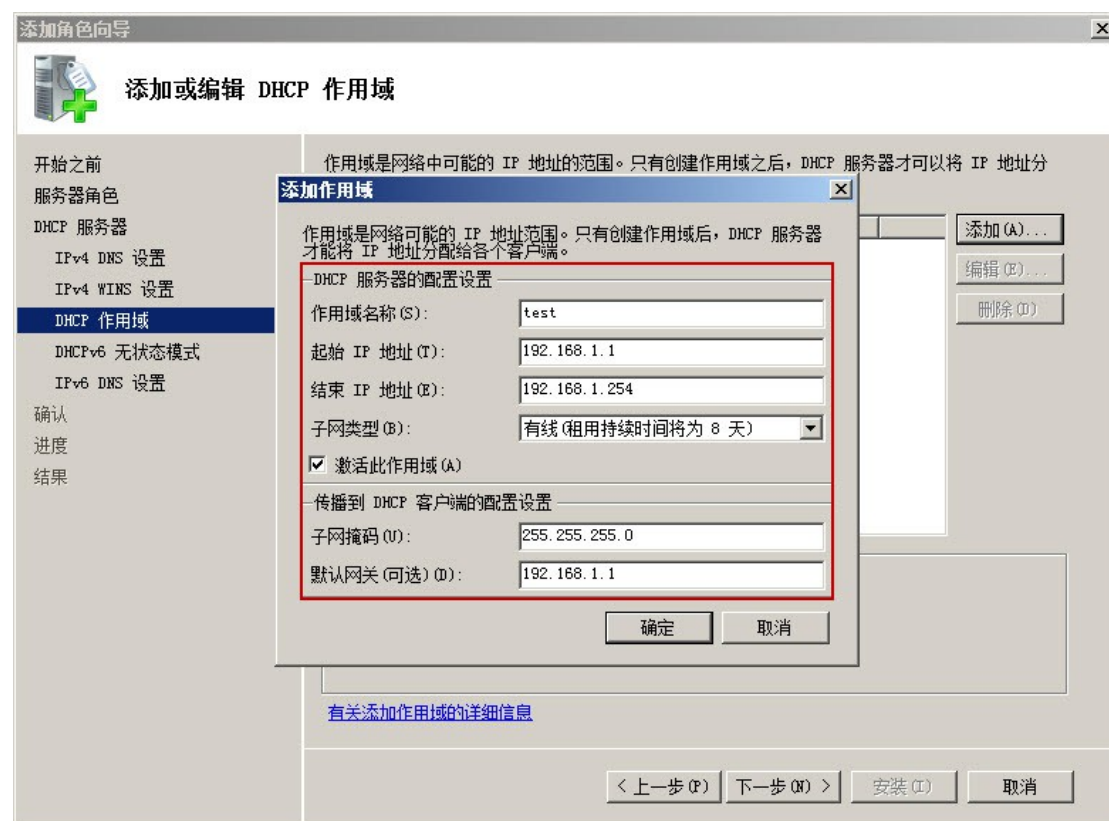 添加角色向导
添加或编辑 DHCP 作用域
开始之前
服务器角色
DHCP 服务器
IPv4 DNS 设置
IPv4 WINS 设置
DHCP 作用域
DHCPv6 无状态模式
IPv6 DNS 设置
确认
进度
结果
作用域是网络中可能的 IP 地址的范围。只有创建作用域之后，DHCP 服务器才可以将 IP 地址分
添加(A)...
编辑(E)...
删除(D)
添加作用域
作用域是网络可能的 IP 地址范围。只有创建作用域后，DHCP 服务器
才能将 IP 地址分配给各个客户端。
DHCP 服务器的配置设置
作用域名称(S): test
起始 IP 地址(T): 192.168.1.1
结束 IP 地址(E): 192.168.1.254
子网类型(B): 有线(租用持续时间将为 8 天)
激活此作用域(A)
传播到 DHCP 客户端的配置设置
子网掩码(U): 255.255.255.0
默认网关(可选)(D): 192.168.1.1
确定 取消
有关添加作用域的详细信息
< 上一步(P) 下一步(N) > 安装(I) 取消